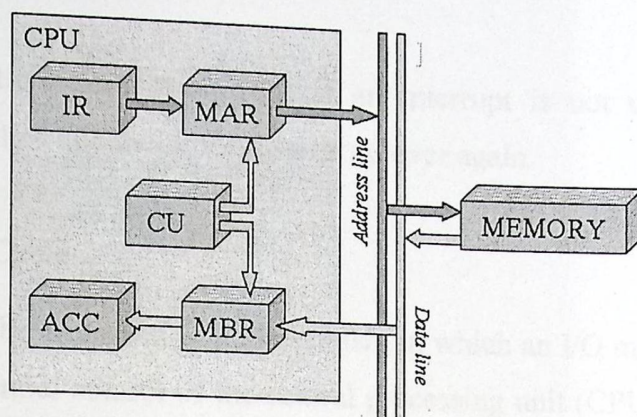 CPU
IR
MAR
CU
ACC
MBR
Address line
Data line
MEMORY
interrupt is not
over again.
which an I/O
processing unit (CP